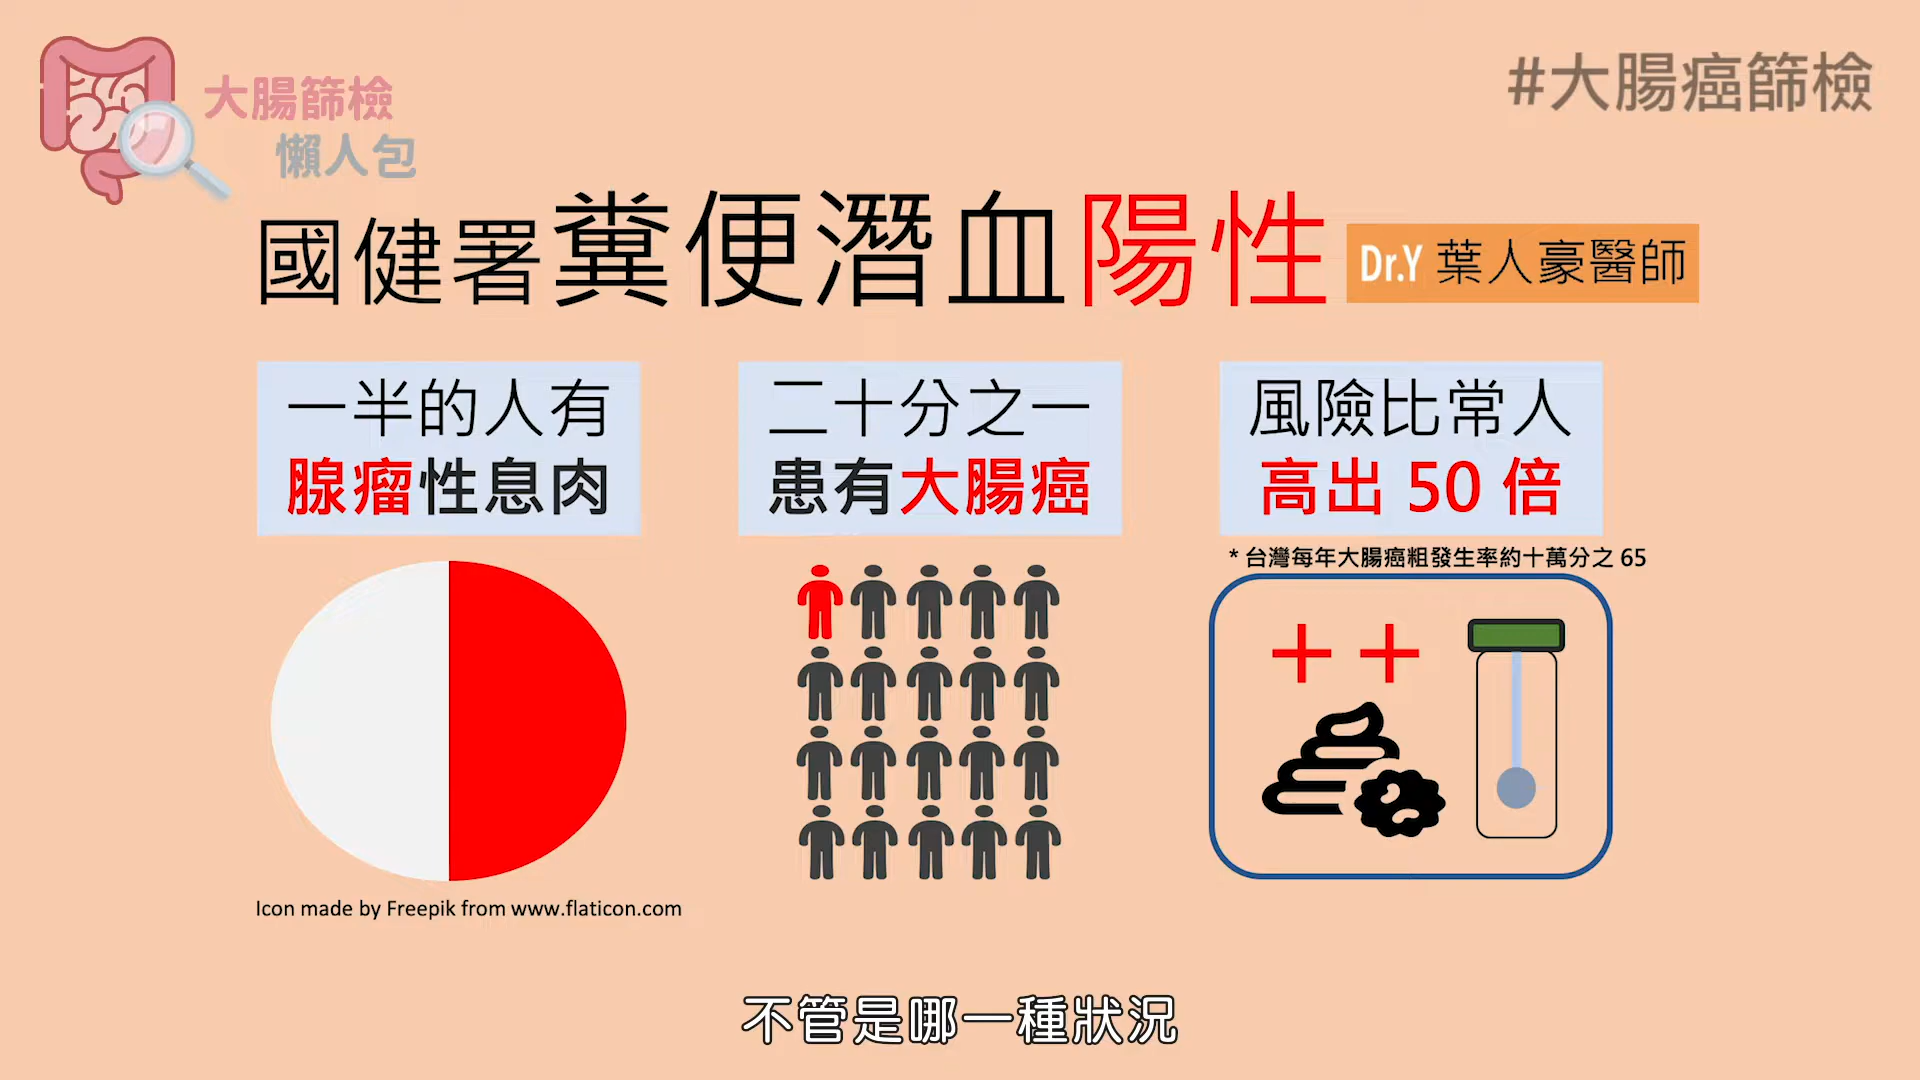 大腸篩檢
懶人包
#大腸癌篩檢
國健署糞便潛血陽性
Dr.Y 葉人豪醫師
一半的人有
腺瘤性息肉
二十分之一
患有大腸癌
風險比常人
高出 50 倍
* 台灣每年大腸癌粗發生率約十萬分之 65
++
Icon made by Freepik from www.flaticon.com
不管是哪一種狀況